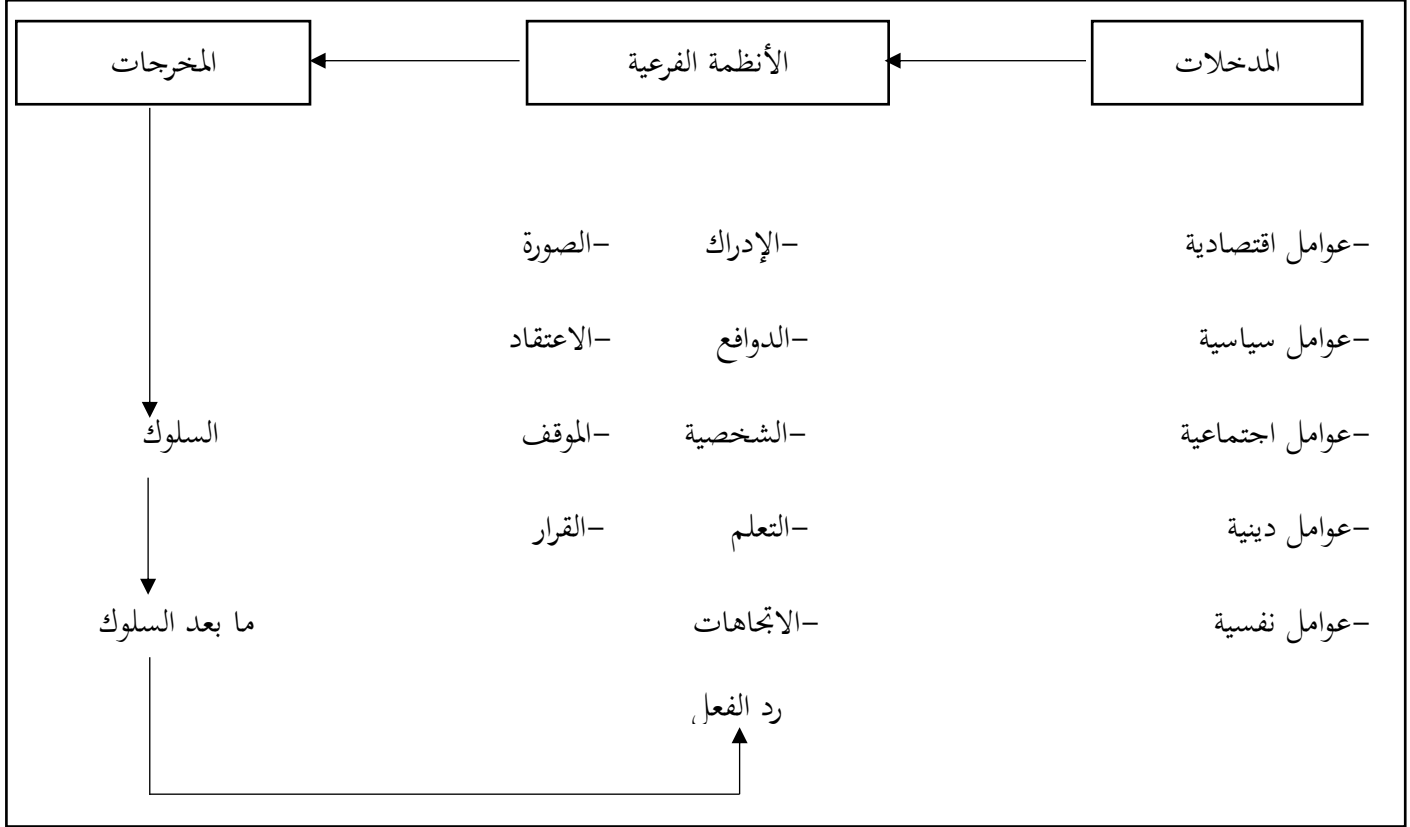 المدخلات
الأنظمة الفرعية
المخرجات
-عوامل اقتصادية
-الإدراك
-الصورة
-عوامل سياسية
-الدوافع
-الاعتقاد
-عوامل اجتماعية
-الشخصية
-الموقف
السلوك
-عوامل دينية
-التعلم
-القرار
-عوامل نفسية
-الاتجاهات
ما بعد السلوك
رد الفعل